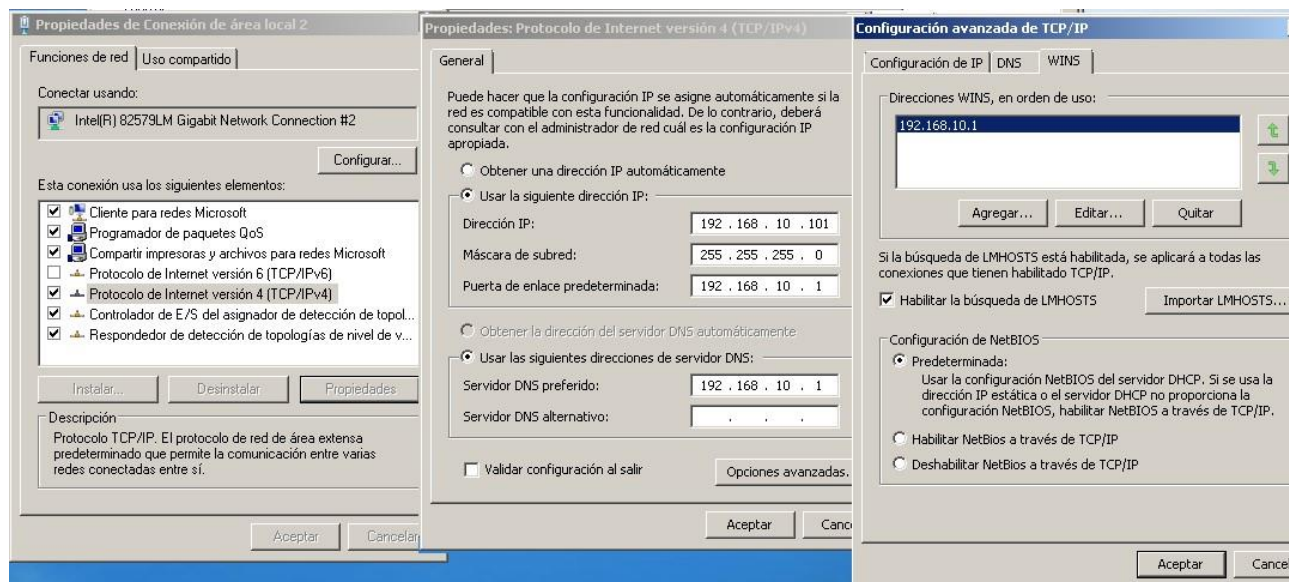 Propiedades de Conexión de área local 2
Funciones de red
Uso compartido
Conectar usando:
Intel(R) 82579LM Gigabit Network Connection #2
Configurar...
Esta conexión usa los siguientes elementos:
Cliente para redes Microsoft
Programador de paquetes QoS
Compartir impresoras y archivos para redes Microsoft
Protocolo de Internet versión 6 (TCP/IPv6)
Protocolo de Internet versión 4 (TCP/IPv4)
Controlador de E/S del asignador de detección de topol...
Respondedor de detección de topologías de nivel de v...
Instalar...
Desinstalar
Propiedades
Descripción
Protocolo TCP/IP. El protocolo de red de área extensa
predeterminado que permite la comunicación entre varias
redes conectadas entre sí.
Aceptar
Cancelar
Propiedades: Protocolo de Internet versión 4 (TCP/IPv4)
General
Puede hacer que la configuración IP se asigne automáticamente si la
red es compatible con esta funcionalidad. De lo contrario, deberá
consultar con el administrador de red cuál es la configuración IP
apropiada.
Obtener una dirección IP automáticamente
Usar la siguiente dirección IP:
Dirección IP:
192 . 168 . 10 . 101
Máscara de subred:
255 . 255 . 255 . 0
Puerta de enlace predeterminada:
192 . 168 . 10 . 1
Obtener la dirección del servidor DNS automáticamente
Usar las siguientes direcciones de servidor DNS:
Servidor DNS preferido:
192 . 168 . 10 . 1
Servidor DNS alternativo:
. . .
Validar configuración al salir
Opciones avanzadas.
Aceptar
Cance
Configuración avanzada de TCP/IP
Configuración de IP
DNS
WINS
Direcciones WINS, en orden de uso:
192.168.10.1
Agregar...
Editar...
Quitar
Si la búsqueda de LMHOSTS está habilitada, se aplicará a todas las
conexiones que tienen habilitado TCP/IP.
Habilitar la búsqueda de LMHOSTS
Importar LMHOSTS...
Configuración de NetBIOS
Predeterminada:
Usar la configuración NetBIOS del servidor DHCP. Si se usa la
dirección IP estática o el servidor DHCP no proporciona la
configuración NetBIOS, habilitar NetBIOS a través de TCP/IP.
Habilitar NetBios a través de TCP/IP
Deshabilitar NetBios a través de TCP/IP
Aceptar
Cance